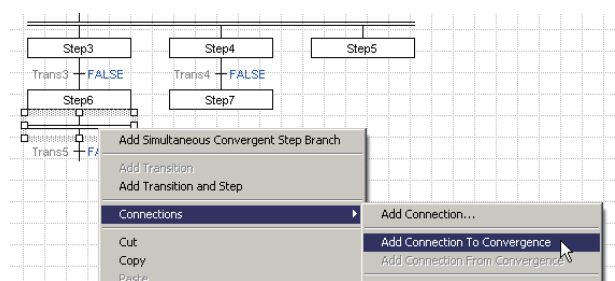 Step3 Step4 Step5
Trans3 FALSE Trans4 FALSE
Step6 Step7
Add Simultaneous Convergent Step Branch
Trans5 FA
Add Transition
Add Transition and Step
Connections Add Connection...
Cut Add Connection To Convergence
Copy Add Connection From Convergence
Paste